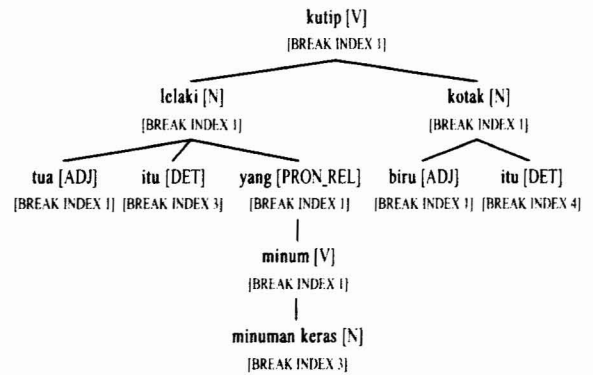 kutip [V]
[BREAK INDEX 1]
lelaki [N] kotak [N]
[BREAK INDEX 1] [BREAK INDEX 1]
tua [ADJ] itu [DET] yang [PRON_REL] biru [ADJ] itu [DET]
[BREAK INDEX 1] [BREAK INDEX 3] [BREAK INDEX 1] [BREAK INDEX 1] [BREAK INDEX 4]
minum [V]
[BREAK INDEX 1]
minuman keras [N]
[BREAK INDEX 3]